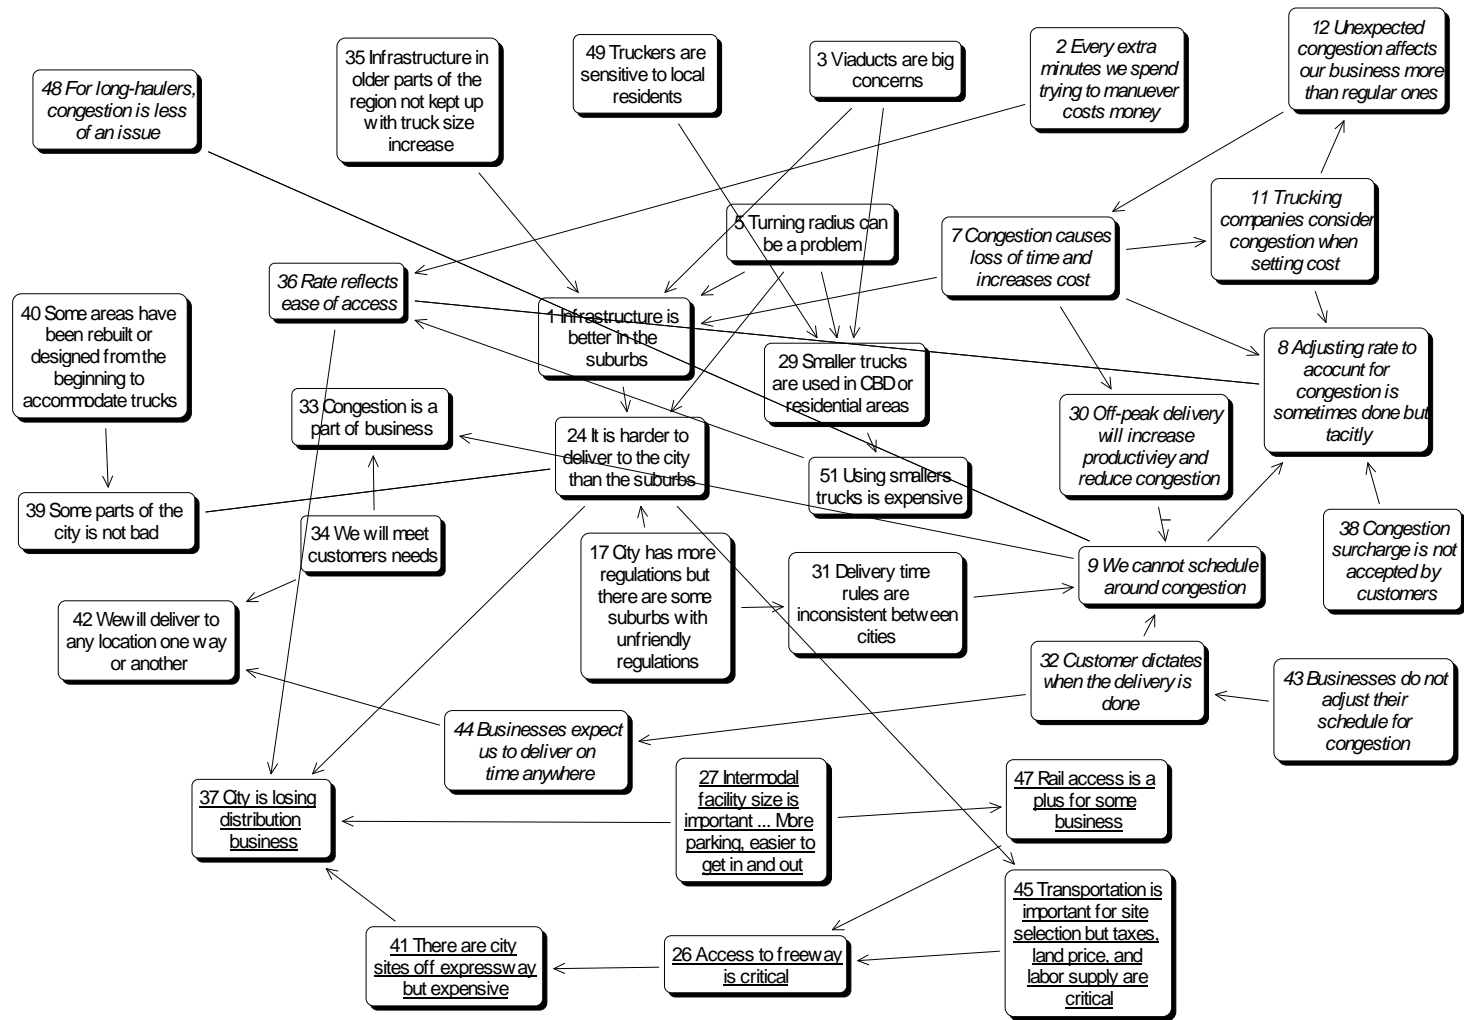 12 Unexpected
congestion affects
our business more
than regular ones
2 Every extra
minutes we spend
trying to manuever
costs money
49 Truckers are
sensitive to local
residents
35 Infrastructure in
older parts of the
region not kept up
with truck size
increase
3 Viaducts are big
concerns
48 For long-haulers,
congestion is less
of an issue
11 Trucking
companies consider
congestion when
setting cost
5 Turning radius can
be a problem
7 Congestion causes
loss of time and
increases cost
36 Rate reflects
ease of access
40 Some areas have
been rebuilt or
designed from the
beginning to
accommodate trucks
1 Infrastructure is
better in the
suburbs
29 Smaller trucks
are used in CBD or
residential areas
8 Adjusting rate to
acocunt for
congestion is
sometimes done but
tacitly
33 Congestion is a
part of business
30 Off-peak delivery
will increase
productiviey and
reduce congestion
24 It is harder to
deliver to the city
than the suburbs
51 Using smallers
trucks is expensive
39 Some parts of the
city is not bad
34 We will meet
customers needs
38 Congestion
surcharge is not
accepted by
customers
17 City has more
regulations but
there are some
suburbs with
unfriendly
regulations
9 We cannot schedule
around congestion
31 Delivery time
rules are
inconsistent between
cities
42 We will deliver to
any location one way
or another
32 Customer dictates
when the delivery is
done
43 Businesses do not
adjust their
schedule for
congestion
44 Businesses expect
us to deliver on
time anywhere
27 Intermodal
facility size is
important ... More
parking, easier to
get in and out
47 Rail access is a
plus for some
business
37 City is losing
distribution
business
45 Transportation is
important for site
selection but taxes,
land price, and
labor supply are
critical
41 There are city
sites off expressway
but expensive
26 Access to freeway
is critical